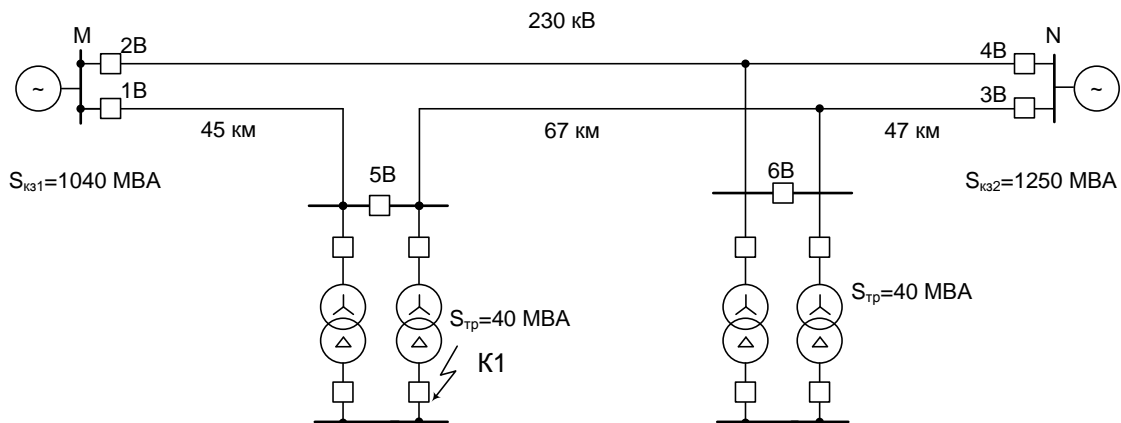 230 кВ
М
N
2В
4В
~
~
1В
3В
45 км
67 км
47 км
Sкз1=1040 МВА
5В
6В
Sкз2=1250 МВА
Sтр=40 МВА
Sтр=40 МВА
К1